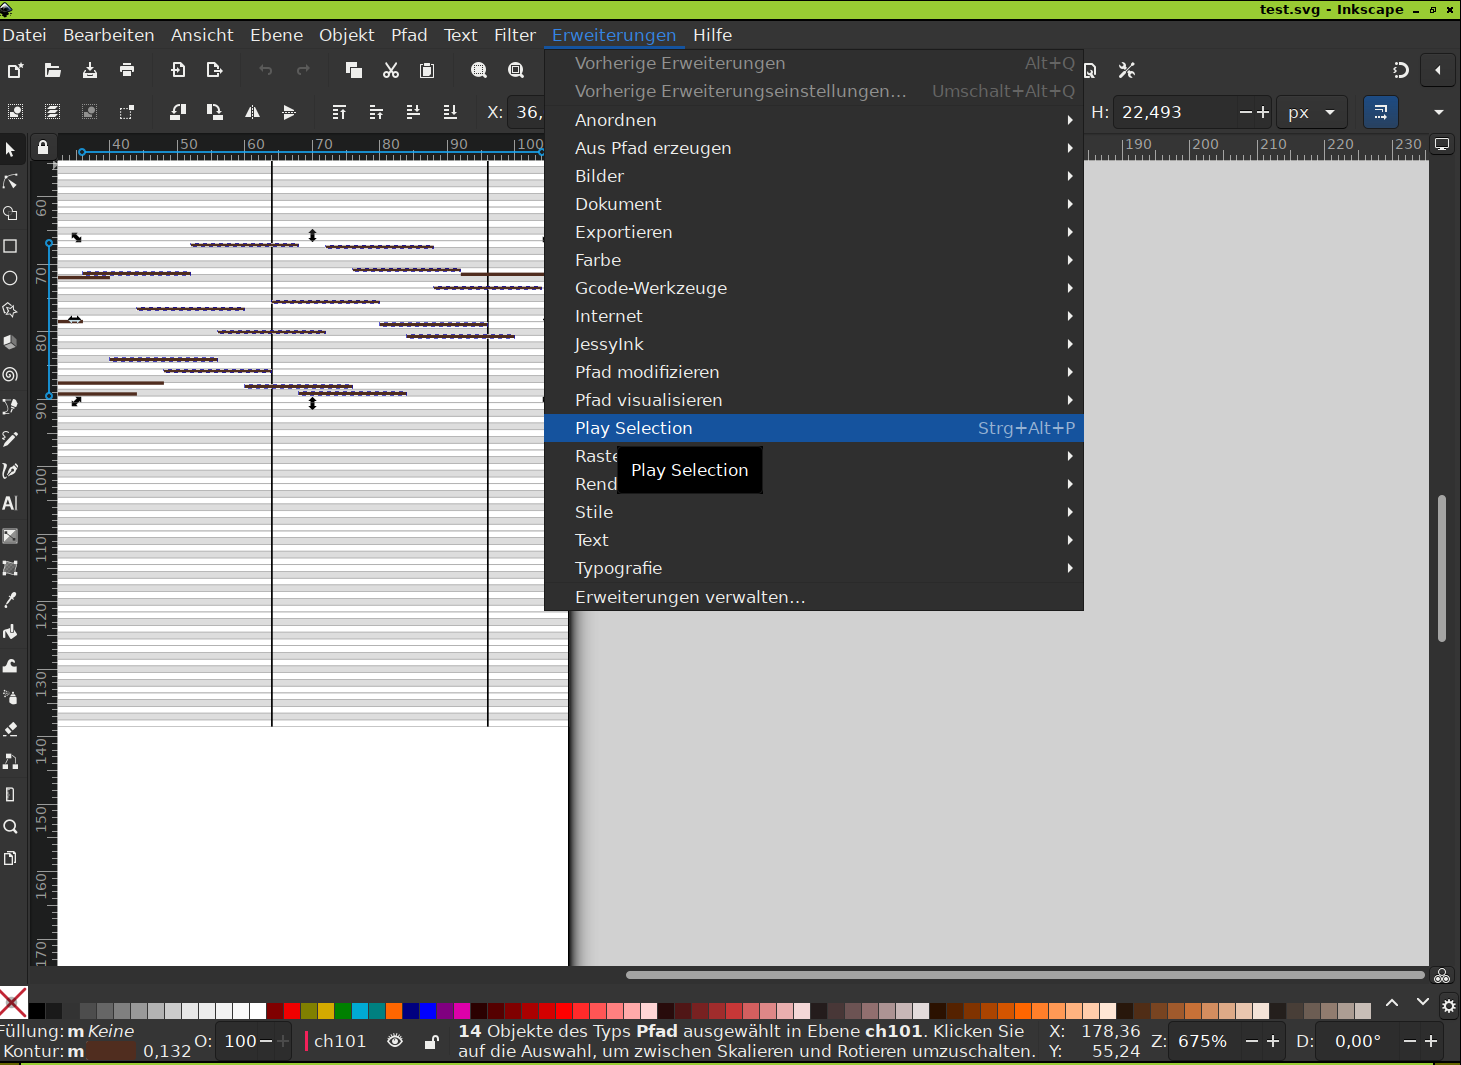 test.svg - Inkscape
Datei Bearbeiten Ansicht Ebene Objekt Pfad Text Filter Erweiterungen Hilfe
Vorherige Erweiterungen Alt+Q
Vorherige Erweiterungseinstellungen... Umschalt+Alt+Q
X: 36, H: 22,493 px
Anordnen
40 50 60 70 80 90 100 190 200 210 220 230
Aus Pfad erzeugen
Bilder
Dokument
Exportieren
Farbe
Gcode-Werkzeuge
Internet
JessyInk
Pfad modifizieren
Pfad visualisieren
Play Selection Strg+Alt+P
Raste
Play Selection
Rend
Stile
Text
Typografie
Erweiterungen verwalten...
60
70
80
90
100
110
120
130
140
150
160
170
Füllung: m Keine
Kontur: m 0,132
O: 100
ch101
14 Objekte des Typs Pfad ausgewählt in Ebene ch101. Klicken Sie
auf die Auswahl, um zwischen Skalieren und Rotieren umzuschalten.
X: 178,36
Y: 55,24
Z: 675%
D: 0,00°